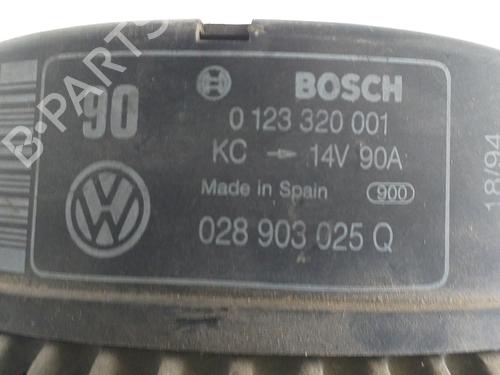 B-PARTS
90
BOSCH
0 123 320 001
KC → 14V 90A
Made in Spain 900
028 903 025 Q
18/94